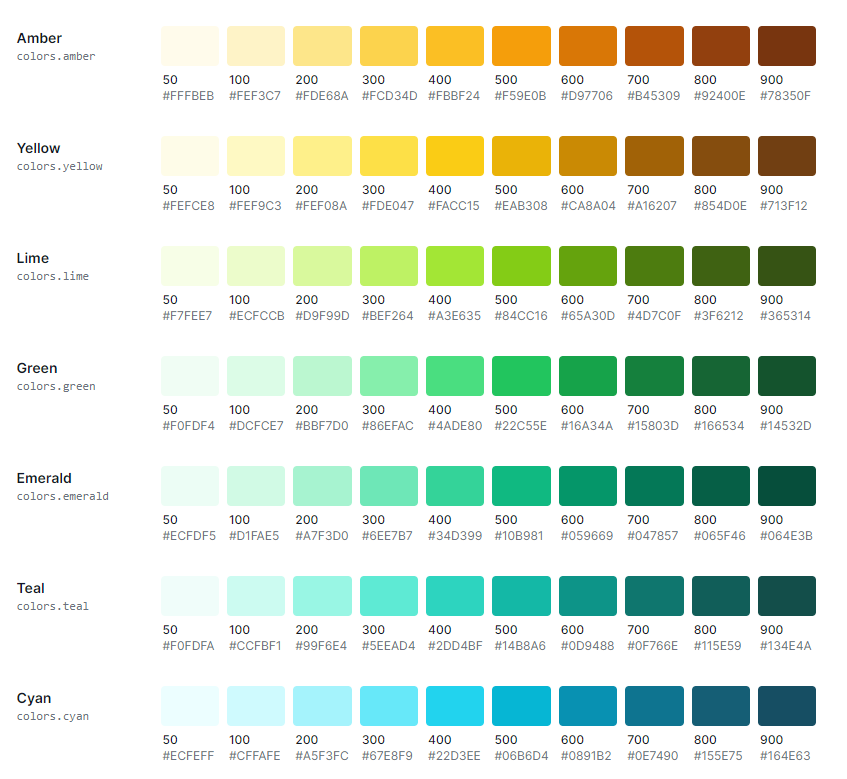 Amber
colors.amber
50 100 200 300 400 500 600 700 800 900
#FFFBEB #FEF3C7 #FDE68A #FCD34D #FBBF24 #F59E0B #D97706 #B45309 #92400E #78350F
Yellow
colors.yellow
50 100 200 300 400 500 600 700 800 900
#FEFCE8 #FEF9C3 #FEF08A #FDE047 #FACC15 #EAB308 #CA8A04 #A16207 #854D0E #713F12
Lime
colors.lime
50 100 200 300 400 500 600 700 800 900
#F7FEE7 #ECFCCB #D9F99D #BEF264 #A3E635 #84CC16 #65A30D #4D7C0F #3F6212 #365314
Green
colors.green
50 100 200 300 400 500 600 700 800 900
#F0FDF4 #DCFCE7 #BBF7D0 #86EFAC #4ADE80 #22C55E #16A34A #15803D #166534 #14532D
Emerald
colors.emerald
50 100 200 300 400 500 600 700 800 900
#ECFDF5 #D1FAE5 #A7F3D0 #6EE7B7 #34D399 #10B981 #059669 #047857 #065F46 #064E3B
Teal
colors.teal
50 100 200 300 400 500 600 700 800 900
#F0FDFA #CCFBF1 #99F6E4 #5EEAD4 #2DD4BF #14B8A6 #0D9488 #0F766E #115E59 #134E4A
Cyan
colors.cyan
50 100 200 300 400 500 600 700 800 900
#ECFEFF #CFFAFE #A5F3FC #67E8F9 #22D3EE #06B6D4 #0891B2 #0E7490 #155E75 #164E63